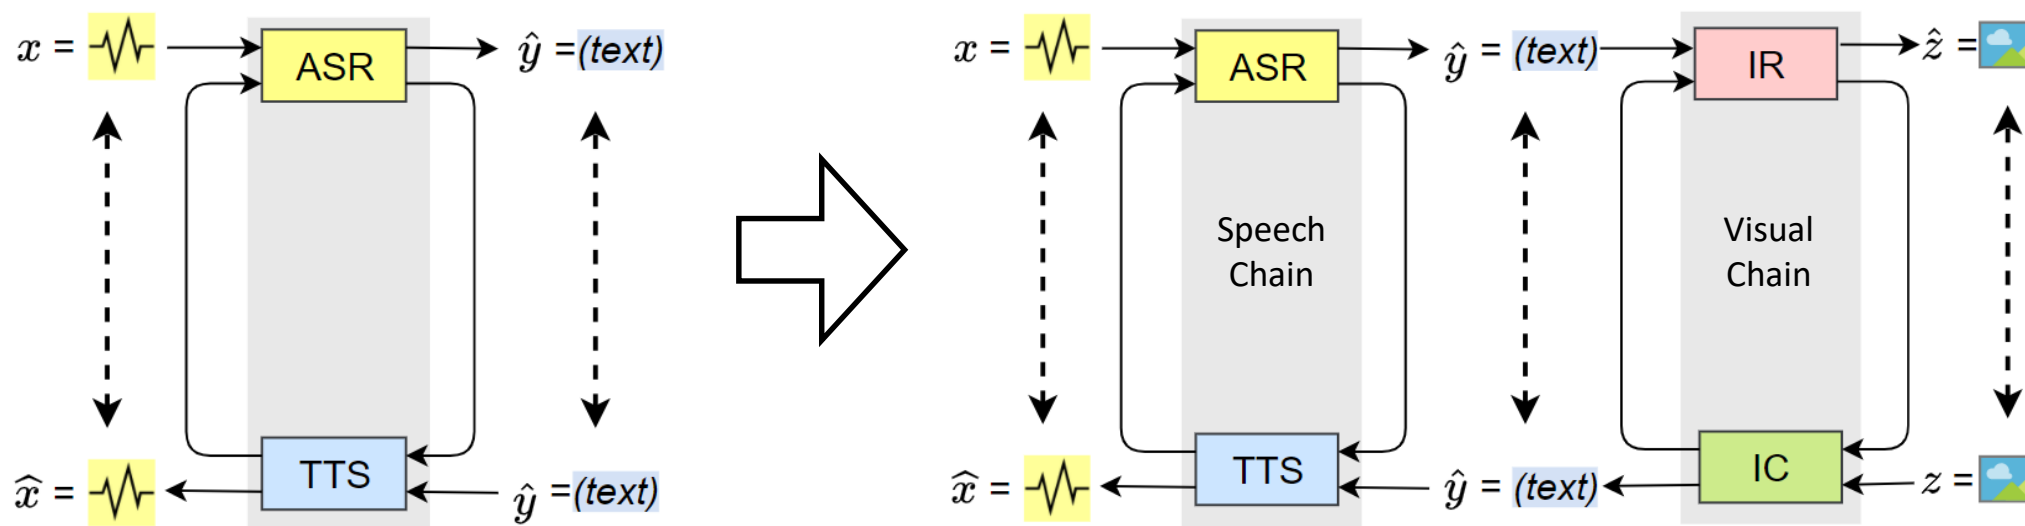 x = ASR ŷ =(text)
x̂ = TTS ŷ =(text)
x = ASR ŷ = (text) IR ẑ =
Speech
Chain
Visual
Chain
x̂ = TTS ŷ = (text) IC z =